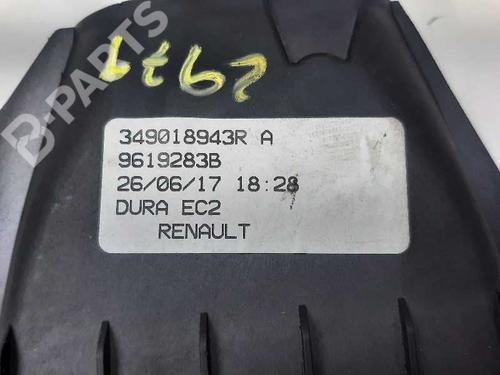 B-PARTS
349018943R A
9619283B
26/06/17 18:28
DURA EC2
RENAULT